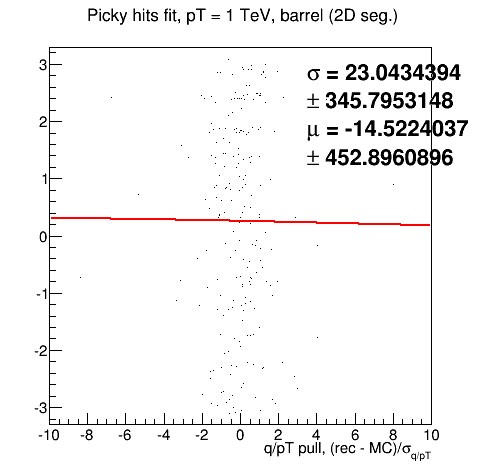 Picky hits fit, pT = 1 TeV, barrel (2D seg.)
σ = 23.0434394
± 345.7953148
μ = -14.5224037
± 452.8960896
3
2
1
0
-1
-2
-3
-10 -8 -6 -4 -2 0 2 4 6 8 10
q/pT pull, (rec - MC)/σq/pT